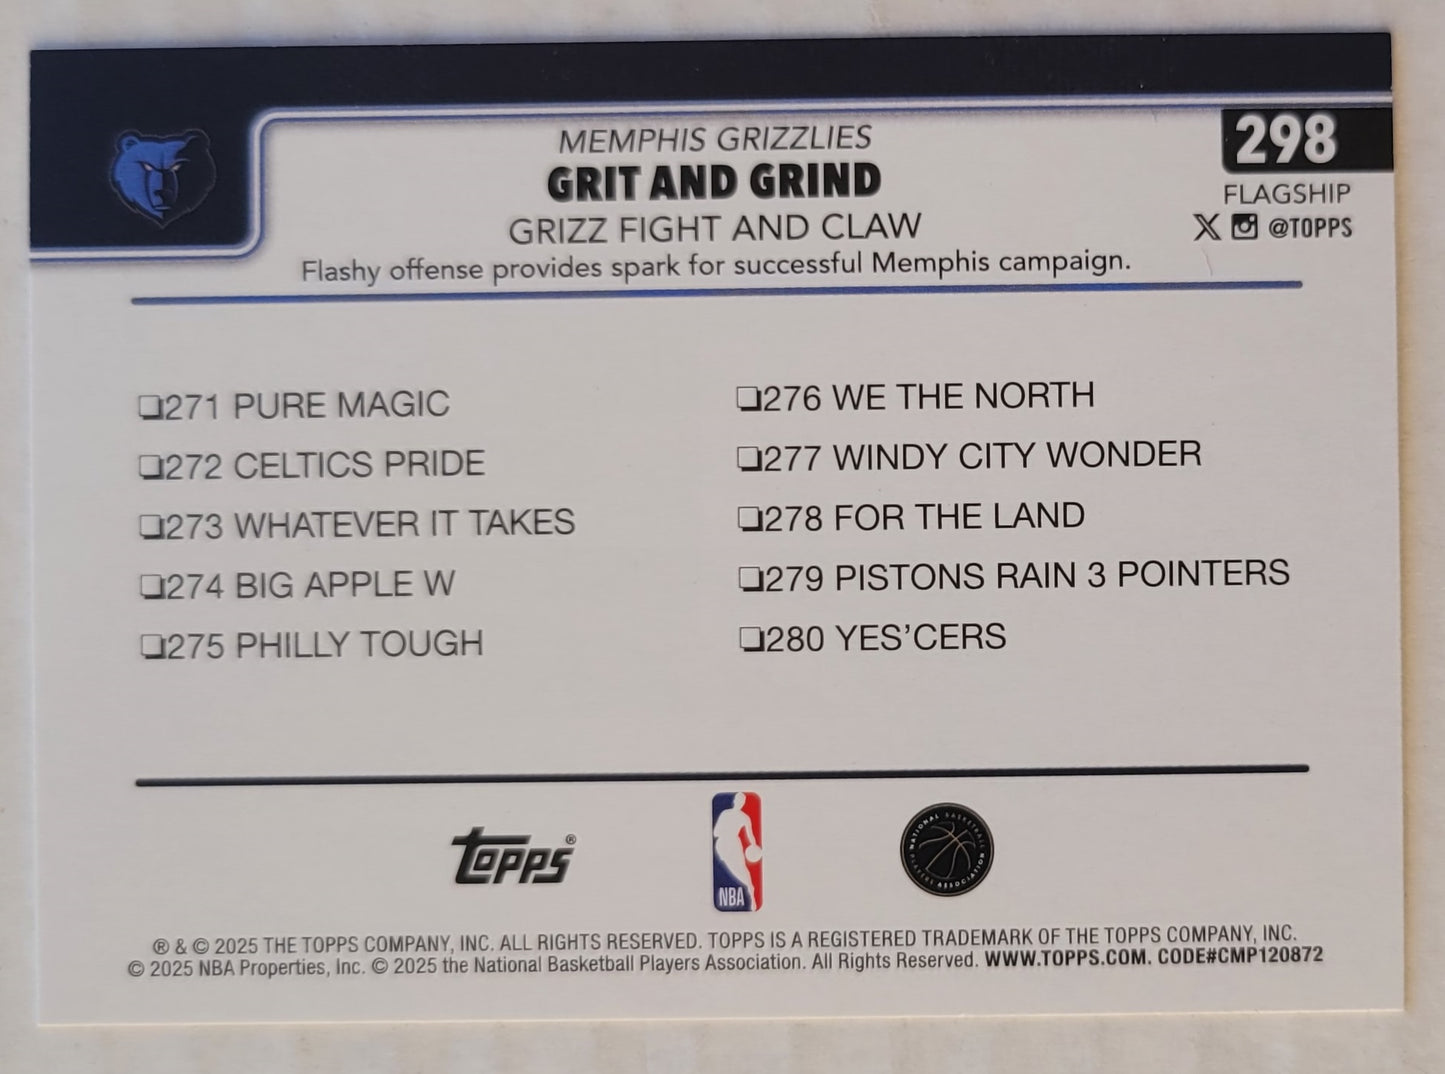 MEMPHIS GRIZZLIES
GRIT AND GRIND
GRIZZ FIGHT AND CLAW
Flashy offense provides spark for successful Memphis campaign.
298
FLAGSHIP
@TOPPS
❏271 PURE MAGIC
❏272 CELTICS PRIDE
❏273 WHATEVER IT TAKES
❏274 BIG APPLE W
❏275 PHILLY TOUGH
❏276 WE THE NORTH
❏277 WINDY CITY WONDER
❏278 FOR THE LAND
❏279 PISTONS RAIN 3 POINTERS
❏280 YES’CERS
Topps®
NBA
NATIONAL BASKETBALL PLAYERS ASSOCIATION
® & © 2025 THE TOPPS COMPANY, INC. ALL RIGHTS RESERVED. TOPPS IS A REGISTERED TRADEMARK OF THE TOPPS COMPANY, INC.
© 2025 NBA Properties, Inc. © 2025 the National Basketball Players Association. All Rights Reserved. WWW.TOPPS.COM. CODE#CMP120872